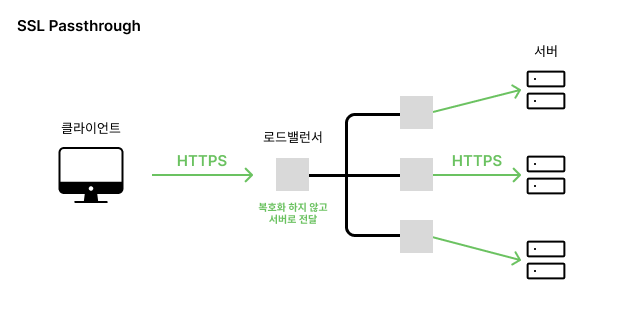 SSL Passthrough
서버
클라이언트
로드밸런서
HTTPS
HTTPS
복호화 하지 않고
서버로 전달